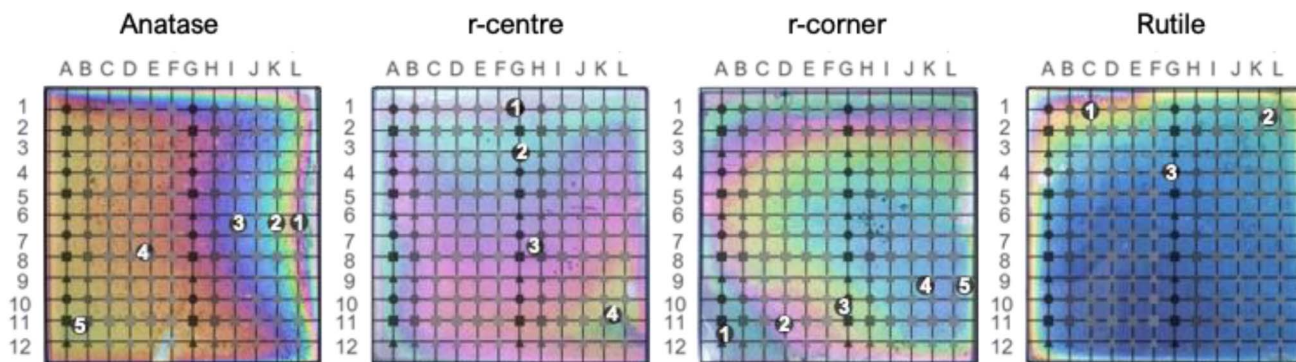 Anatase r-centre r-corner Rutile
A B C D E F G H I J K L A B C D E F G H I J K L A B C D E F G H I J K L A B C D E F G H I J K L
1 1 1 1 1 1
2 2 2 2 2
3 2 3 3 3
4 4 4 4 3
5 5 5 5
6 3 2 1 6 6 6
7 4 7 3 7 7
8 8 8 8
9 9 9 4 5 9
10 10 4 10 3 10
11 5 11 11 1 2 11
12 12 12 12